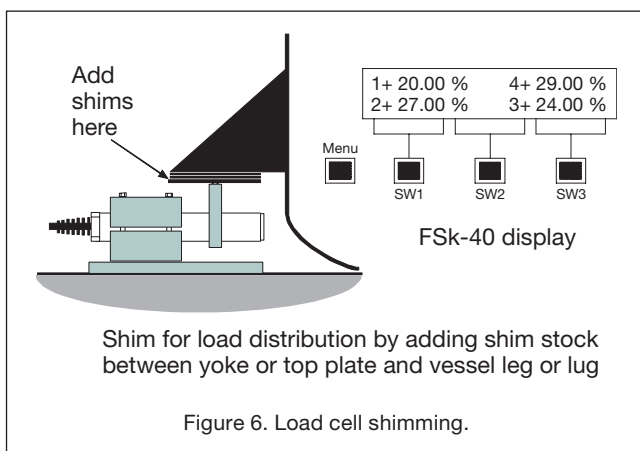 Add
shims
here
1+ 20.00 % 4+ 29.00 %
2+ 27.00 % 3+ 24.00 %
Menu
SW1 SW2 SW3
FSk-40 display
Shim for load distribution by adding shim stock
between yoke or top plate and vessel leg or lug
Figure 6. Load cell shimming.